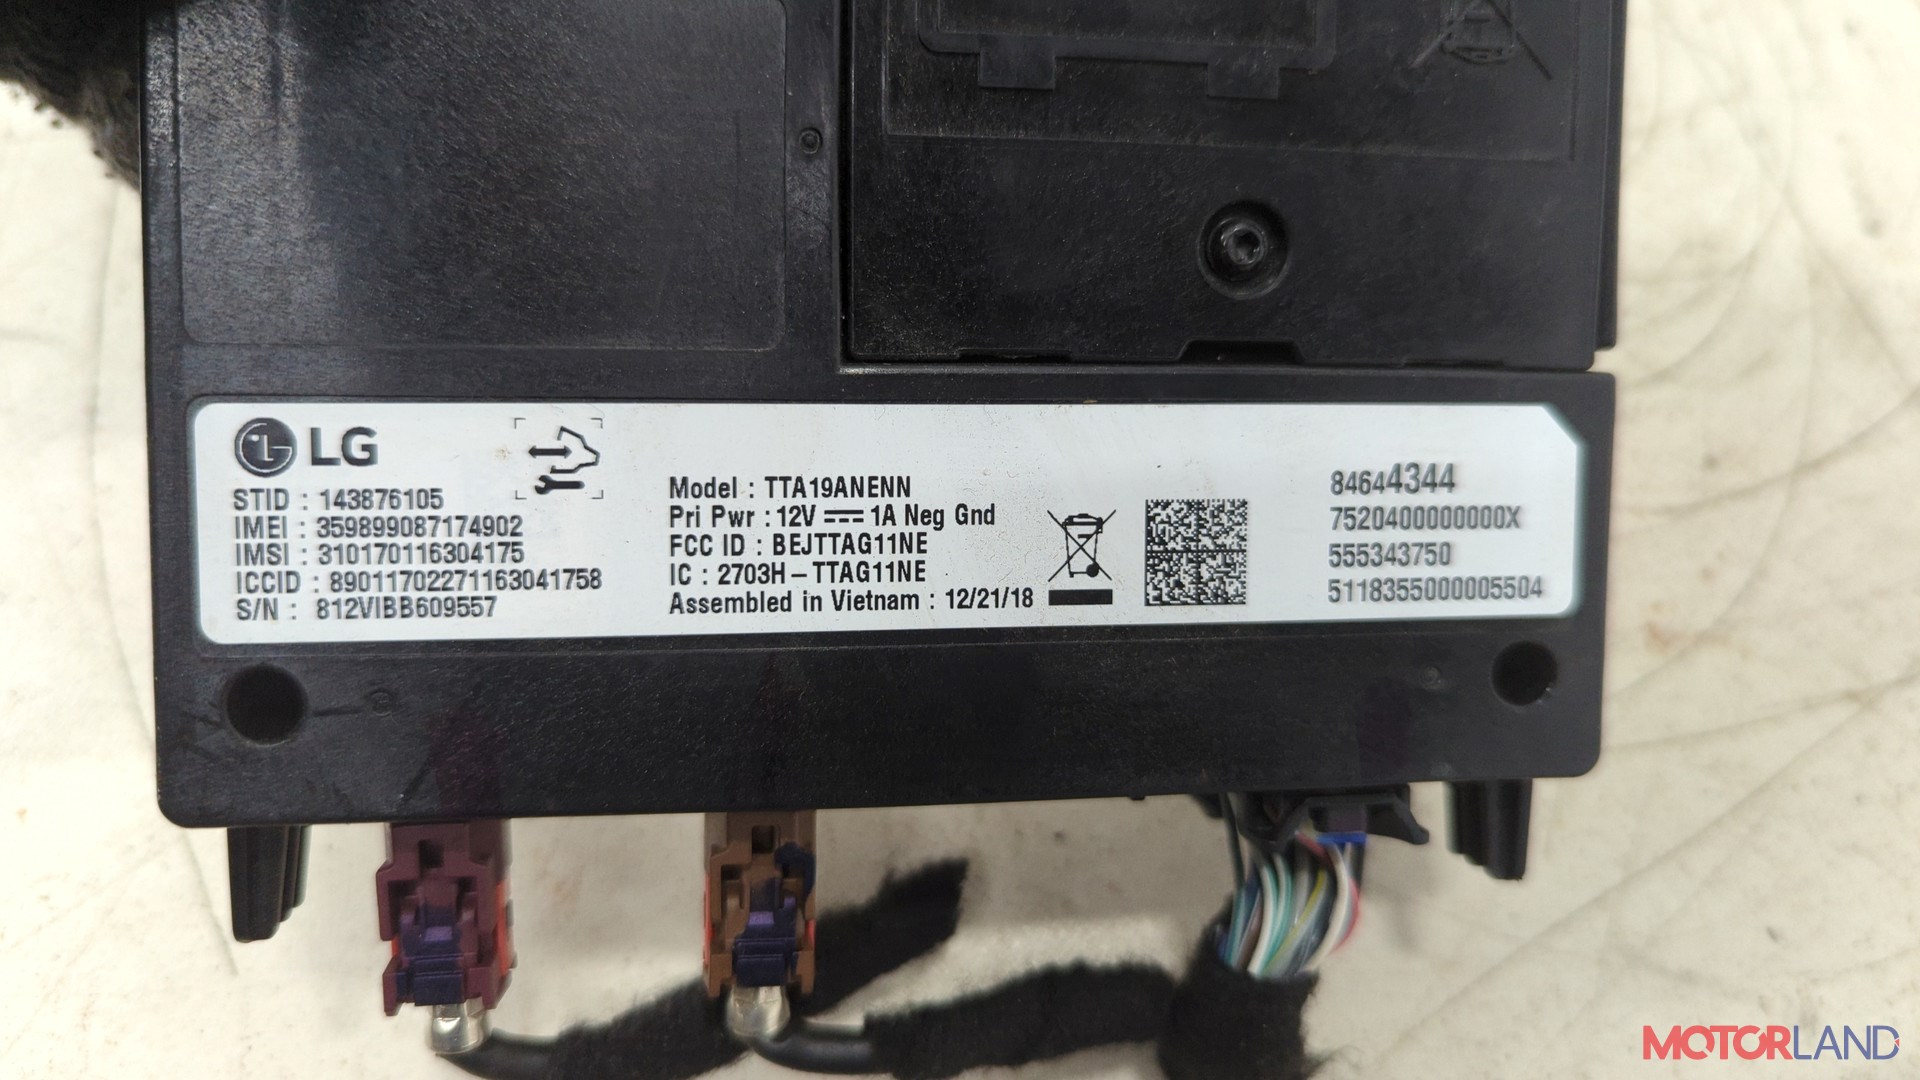 LG
STID : 143876105
IMEI : 359899087174902
IMSI : 310170116304175
ICCID : 89011702271163041758
S/N : 812VIBB609557
Model : TTA19ANENN
Pri Pwr : 12V ⎓ 1A Neg Gnd
FCC ID : BEJTTAG11NE
IC : 2703H-TTAG11NE
Assembled in Vietnam : 12/21/18
84644344
7520400000000X
555343750
5118355000005504
MOTORLAND